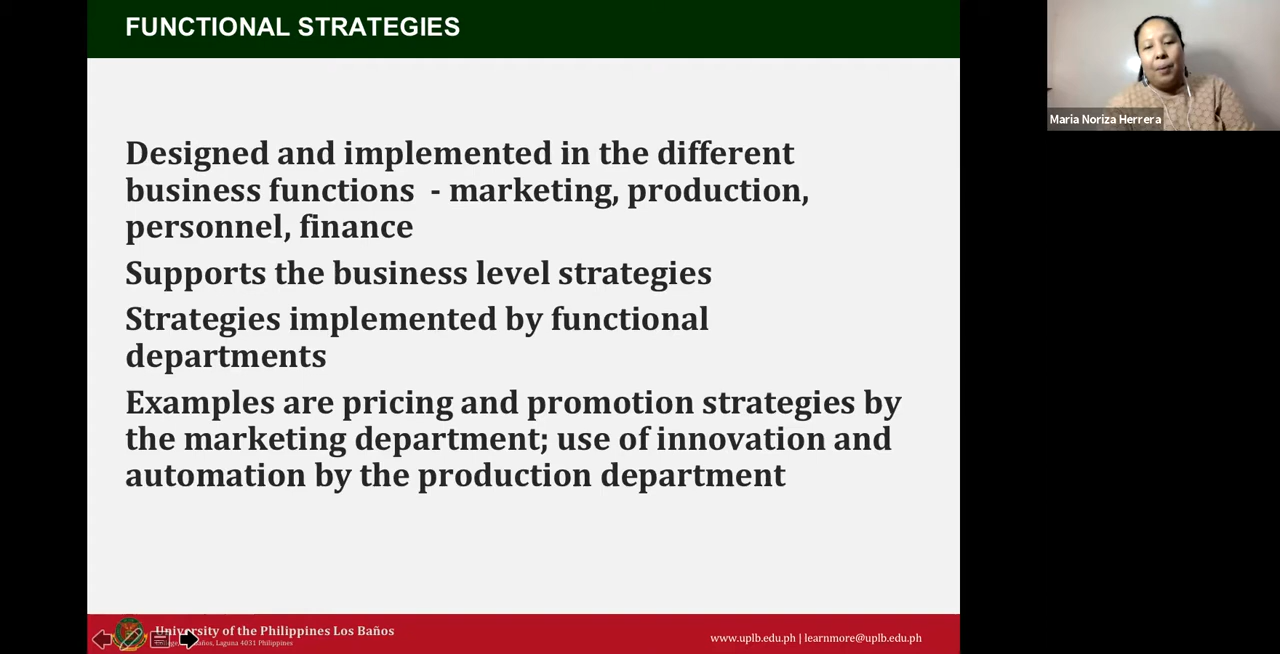 FUNCTIONAL STRATEGIES
Maria Noriza Herrera
Designed and implemented in the different
business functions  - marketing, production,
personnel, finance
Supports the business level strategies
Strategies implemented by functional
departments
Examples are pricing and promotion strategies by
the marketing department; use of innovation and
automation by the production department
University of the Philippines Los Baños
Laguna 4031 Philippines
www.uplb.edu.ph | learnmore@uplb.edu.ph